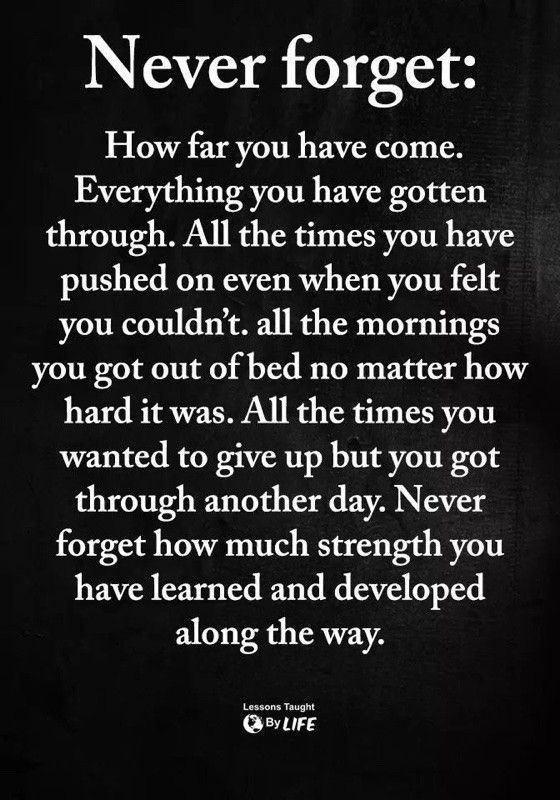 Never forget:
How far you have come.
Everything you have gotten
through. All the times you have
pushed on even when you felt
you couldn’t. all the mornings
you got out of bed no matter how
hard it was. All the times you
wanted to give up but you got
through another day. Never
forget how much strength you
have learned and developed
along the way.
Lessons Taught
By LIFE